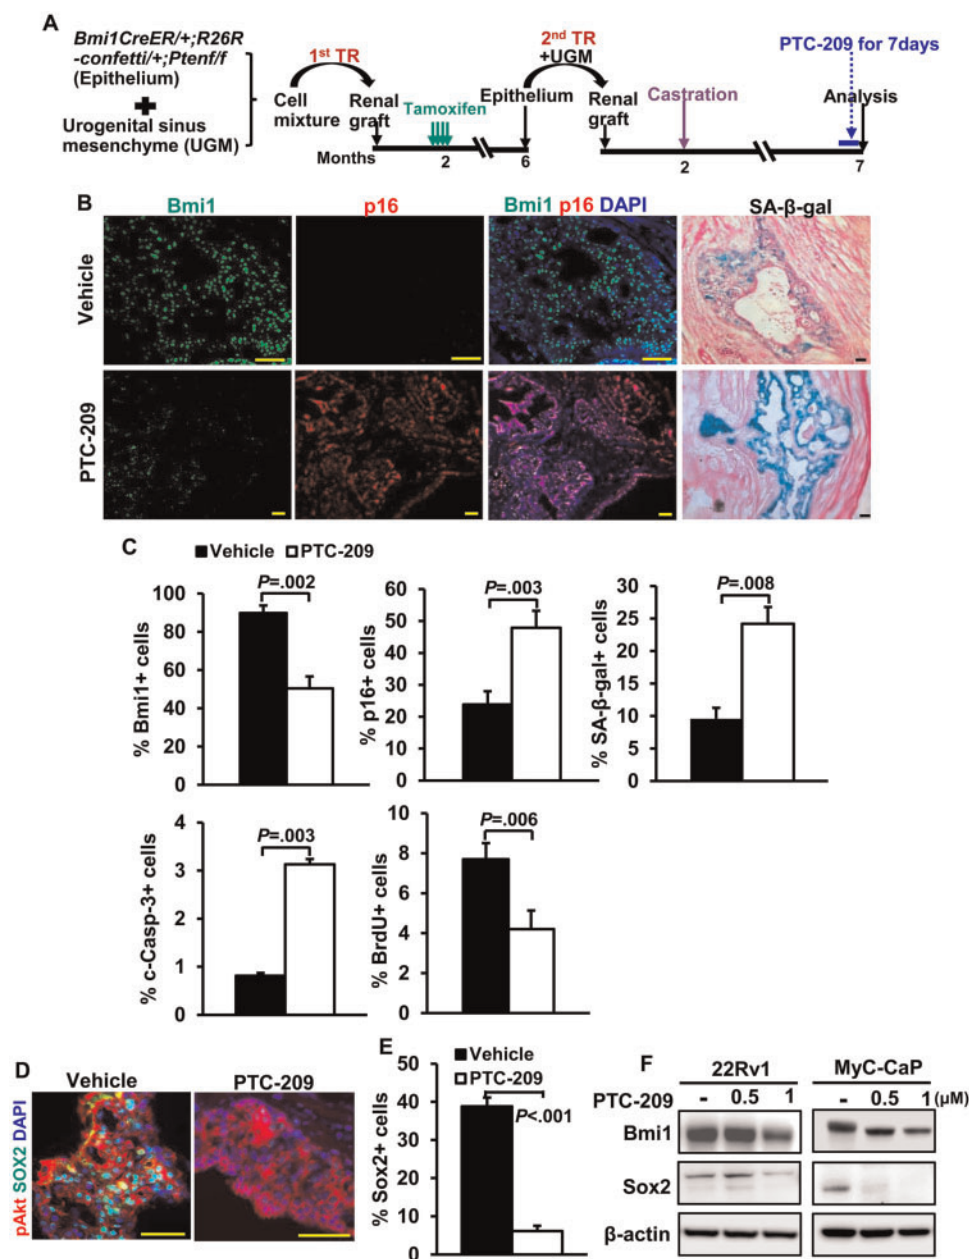 A
Bmi1CreER/+;R26R
-confetti/+;Ptenf/f
(Epithelium)
Urogenital sinus
mesenchyme (UGM)
1st TR
Cell
mixture
Renal
graft
Tamoxifen
Months
2
6
Epithelium
2nd TR
+UGM
Renal
graft
Castration
2
PTC-209 for 7days
Analysis
7
B
Bmi1
p16
Bmi1 p16 DAPI
SA-β-gal
Vehicle
PTC-209
C
Vehicle
PTC-209
% Bmi1+ cells
100
80
60
40
20
0
P=.002
% p16+ cells
60
50
40
30
20
10
0
P=.003
% SA-β-gal+ cells
30
25
20
15
10
5
0
P=.008
% c-Casp-3+ cells
4
3
2
1
0
P=.003
% BrdU+ cells
10
8
6
4
2
0
P=.006
D
Vehicle
PTC-209
pAkt SOX2 DAPI
E
Vehicle
PTC-209
% Sox2+ cells
50
40
30
20
10
0
P<.001
F
22Rv1
MyC-CaP
PTC-209
- 0.5 1
- 0.5 1 (μM)
Bmi1
Sox2
β-actin